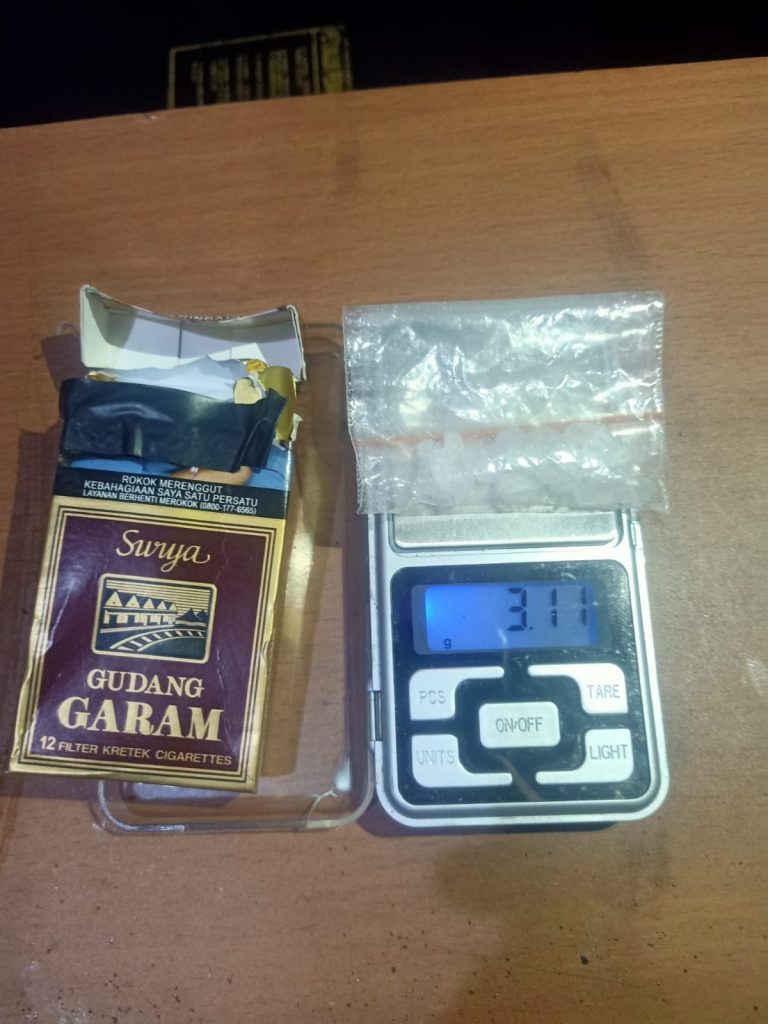 ROKOK MERENGGUT
KEBAHAGIAAN SAYA SATU PERSATU
LAYANAN BERHENTI MEROKOK (0800-177-6565)
Surya
GUDANG
GARAM
12 FILTER KRETEK CIGARETTES
3.11
g
PCS
TARE
ON/OFF
UNITS
LIGHT